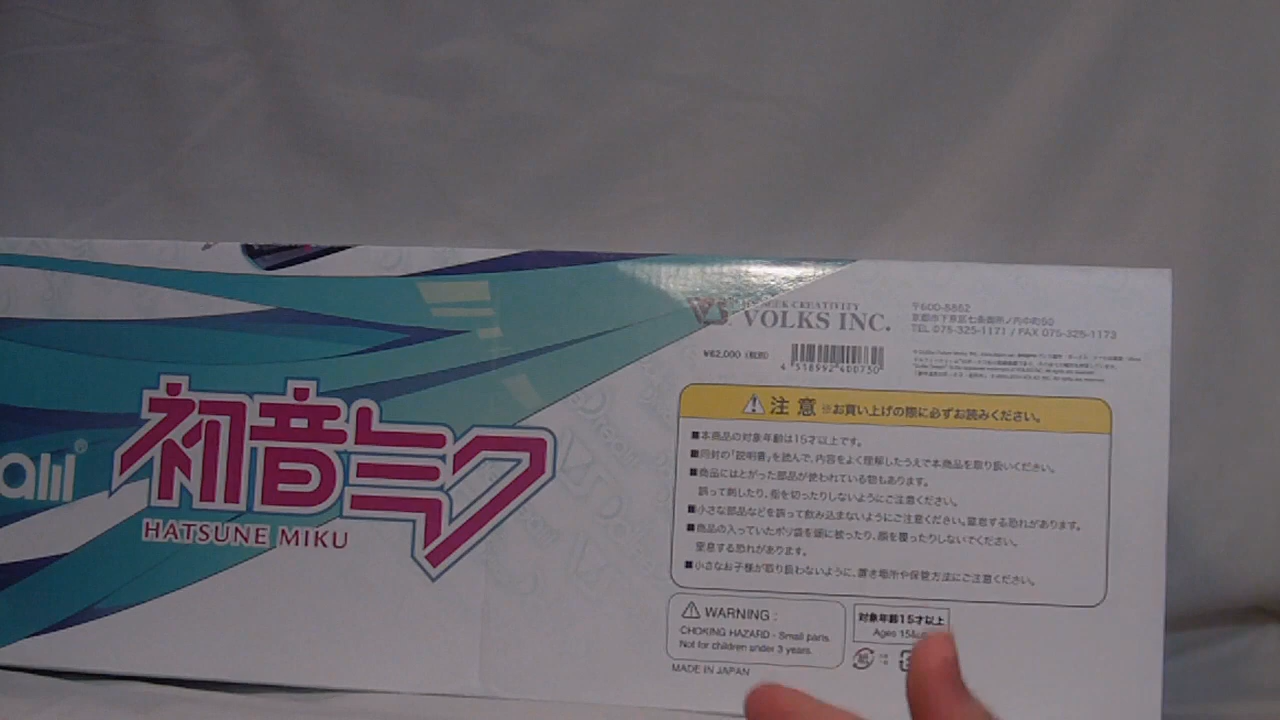 am®
初音ミク
HATSUNE MIKU
VS
VOLKS INC.
〒600-8862
京都市下京区七条御所ノ内中町60
TEL 075-325-1171 / FAX 075-325-1173
¥62,000 (税別)
4 518992 400750
注意 ※お買い上げの際に必ずお読みください。
■本商品の対象年齢は15才以上です。
■同封の「説明書」を読んで、内容をよく理解したうえで本商品を取り扱いください。
■商品にはとがった部品が使われている物もあります。
誤って刺したり、指を切ったりしないようにご注意ください。
■小さな部品などを誤って飲み込まないようにご注意ください。窒息する恐れがあります。
■商品の入っていたポリ袋を頭に被ったり、顔を覆ったりしないでください。
窒息する恐れがあります。
■小さなお子様が取り扱わないように、置き場所や保管方法にご注意ください。
WARNING :
CHOKING HAZARD - Small parts.
Not for children under 3 years.
対象年齢15才以上
Ages 15&
MADE IN JAPAN